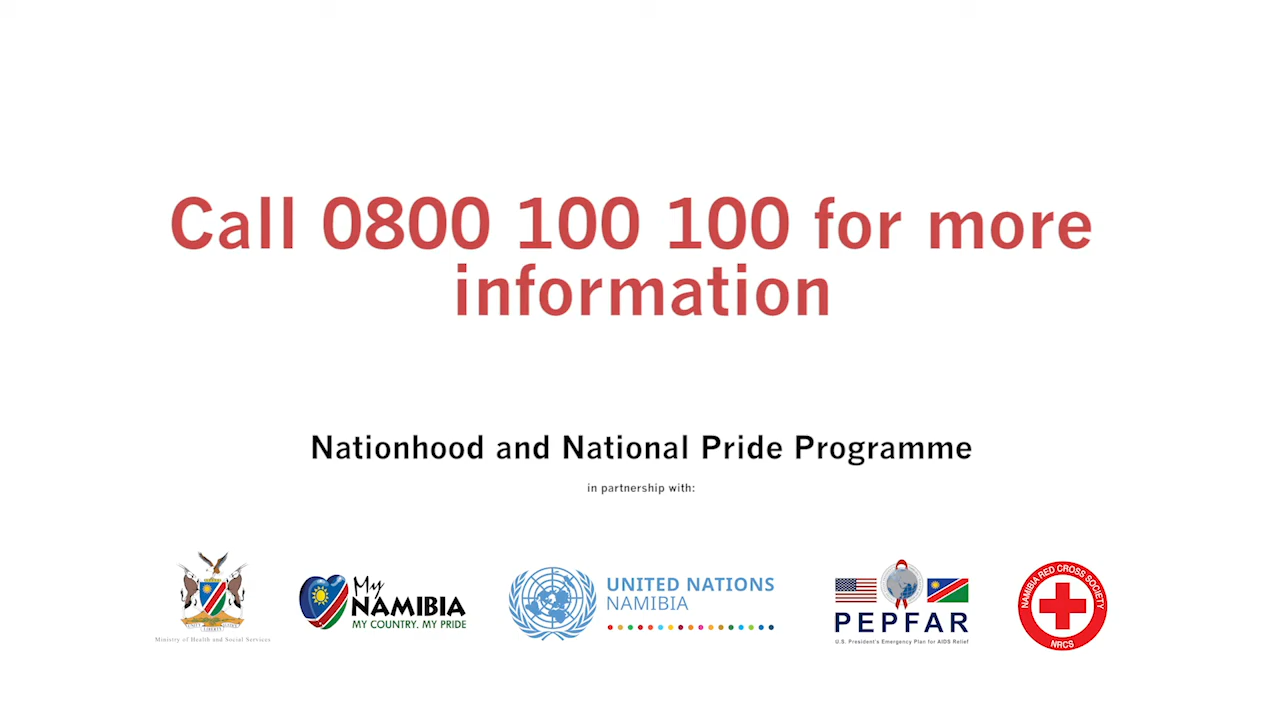 Call 0800 100 100 for more
information
Nationhood and National Pride Programme
in partnership with:
Ministry of Health and Social Services
My
NAMIBIA
MY COUNTRY. MY PRIDE
UNITED NATIONS
NAMIBIA
PEPFAR
U.S. President's Emergency Plan for AIDS Relief
NAMIBIA RED CROSS SOCIETY
NRCS